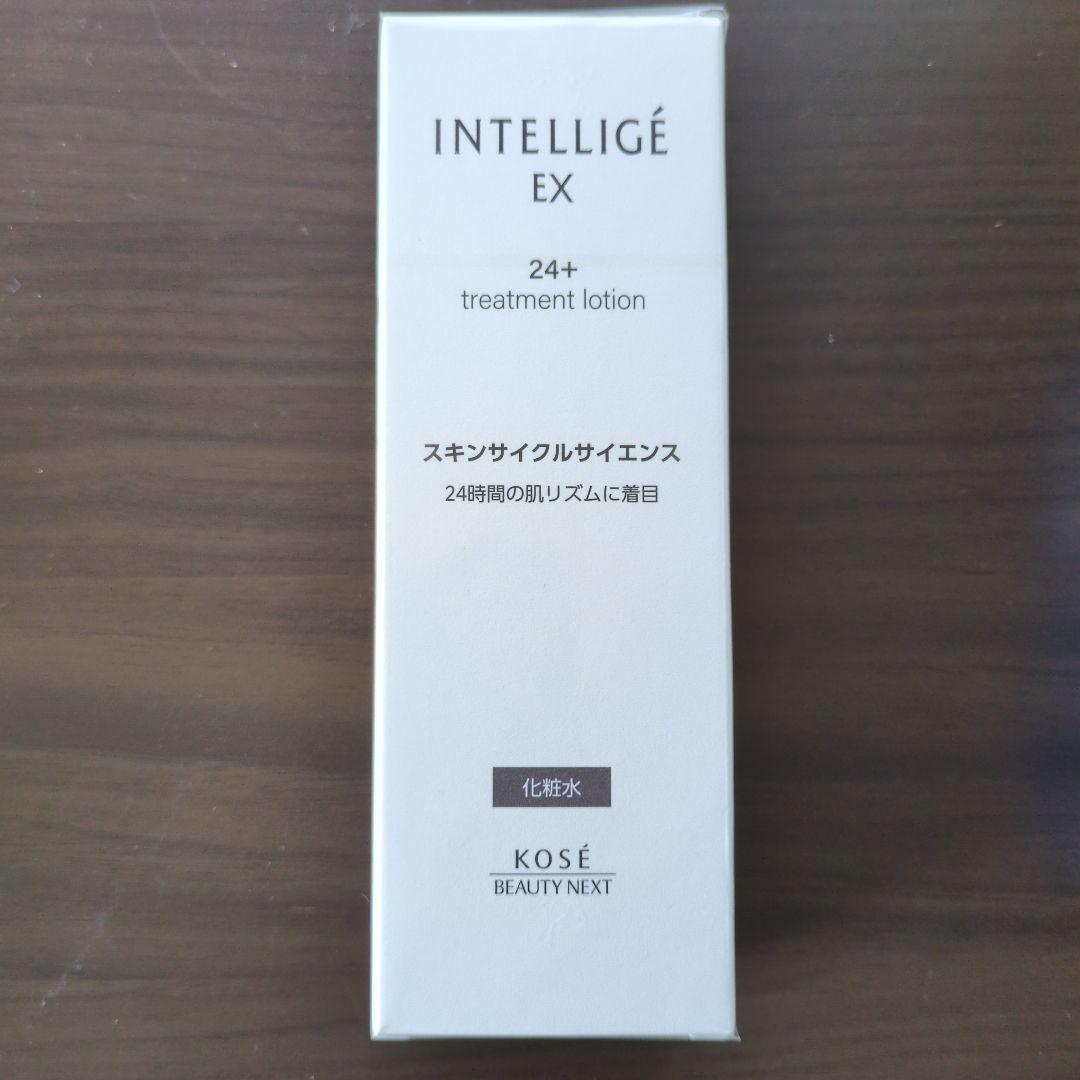 INTELLIGÉ
EX
24+
treatment lotion
スキンサイクルサイエンス
24時間の肌リズムに着目
化粧水
KOSÉ
BEAUTY NEXT